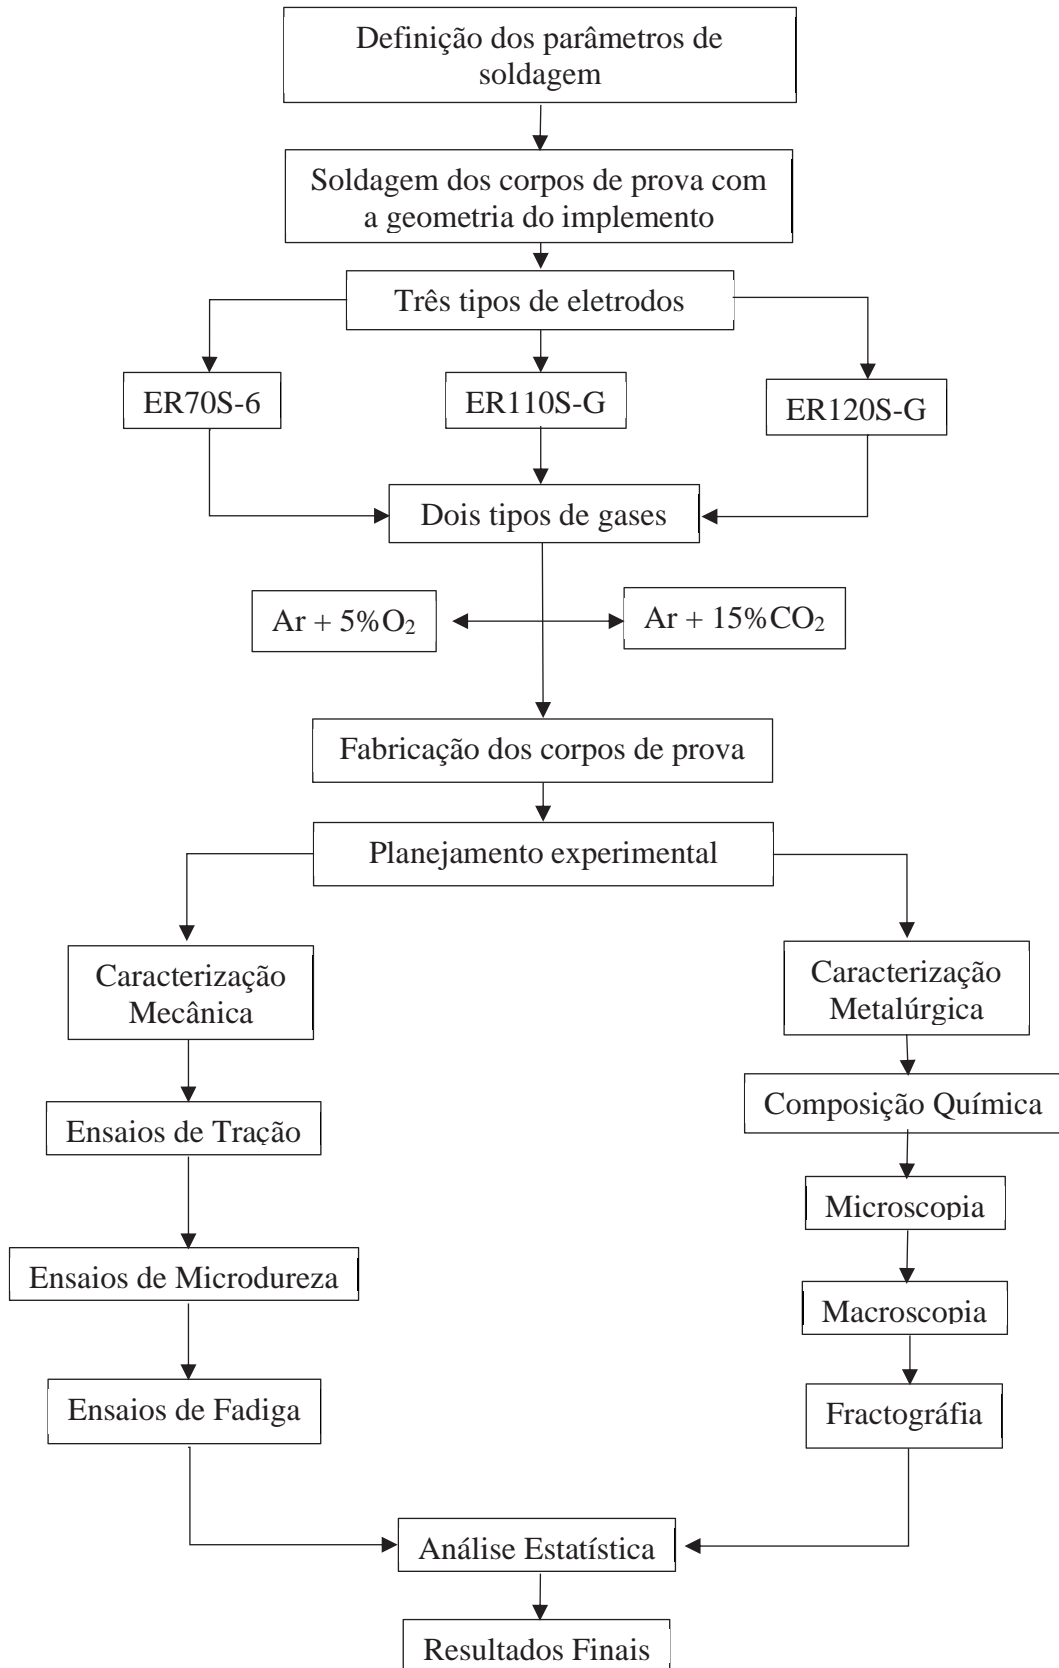 Definição dos parâmetros de
soldagem
Soldagem dos corpos de prova com
a geometria do implemento
Três tipos de eletrodos
ER70S-6
ER110S-G
ER120S-G
Dois tipos de gases
Ar + 5%O₂
Ar + 15%CO₂
Fabricação dos corpos de prova
Planejamento experimental
Caracterização
Mecânica
Caracterização
Metalúrgica
Composição Química
Ensaios de Tração
Microscopia
Ensaios de Microdureza
Macroscopia
Ensaios de Fadiga
Fractográfia
Análise Estatística
Resultados Finais